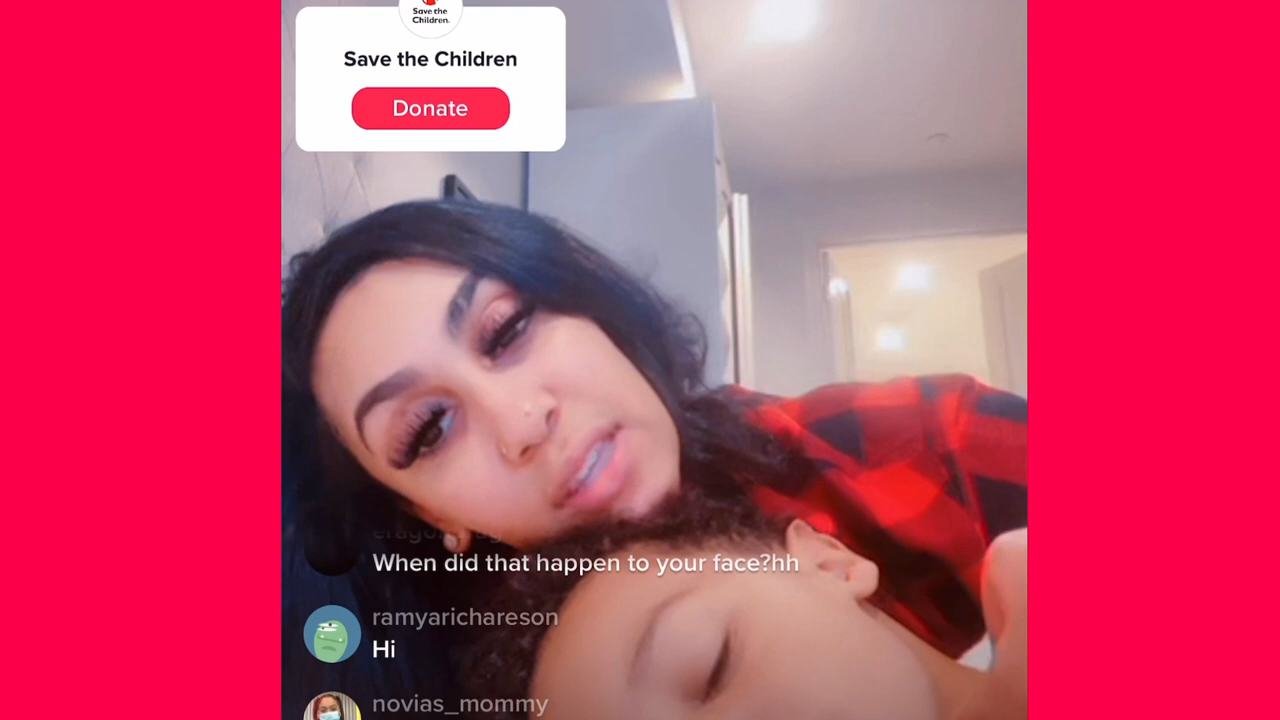 Save the
Children.
Save the Children
Donate
When did that happen to your face?hh
ramyarichareson
Hi
novias_mommy